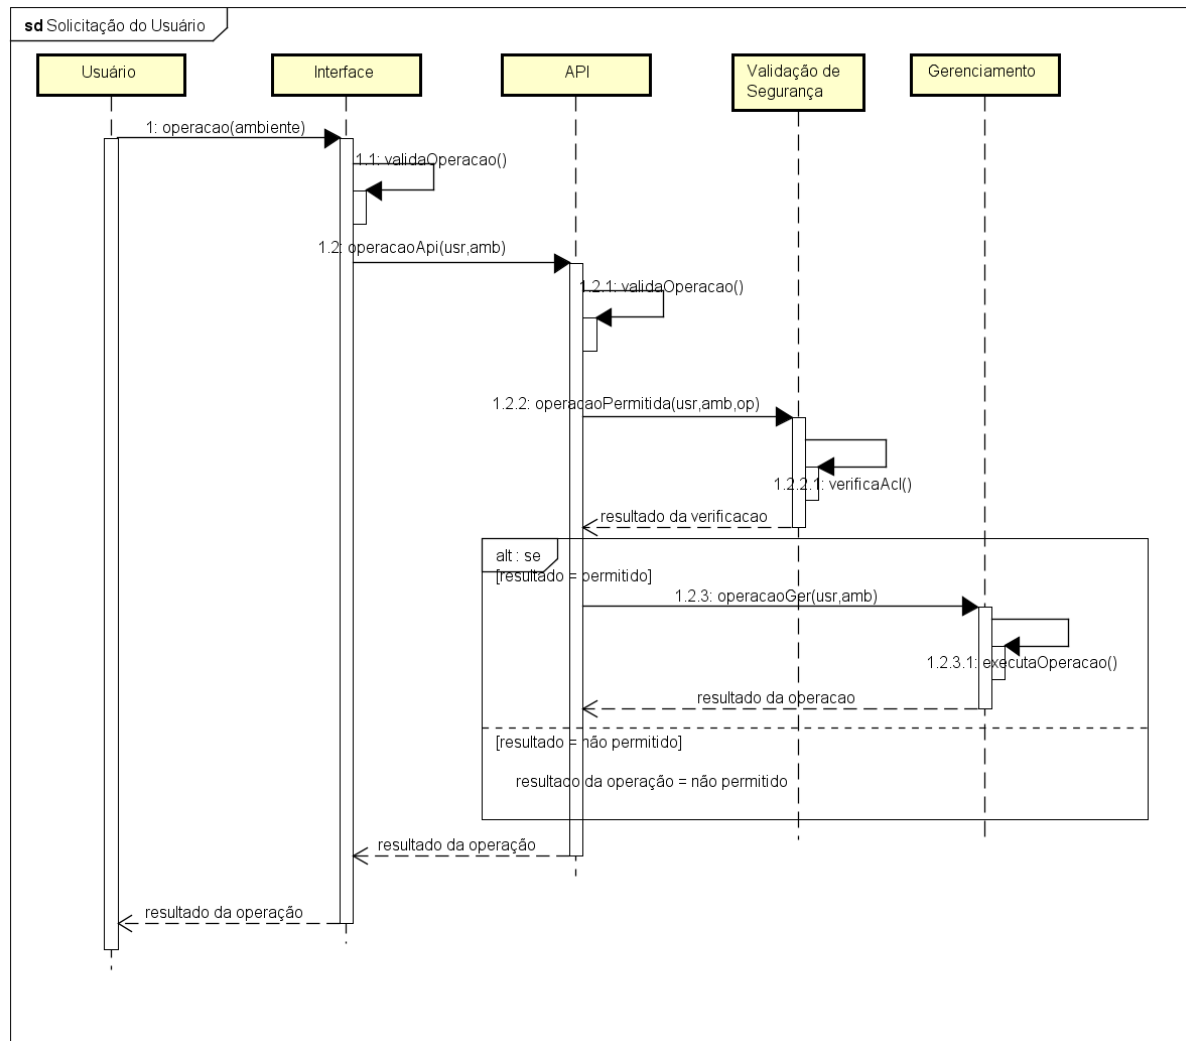 sd Solicitação do Usuário
Usuário
Interface
API
Validação de
Segurança
Gerenciamento
1: operacao(ambiente)
1.1: validaOperacao()
1.2: operacaoApi(usr,amb)
1.2.1: validaOperacao()
1.2.2: operacaoPermitida(usr,amb,op)
1.2.2.1: verificaAcl()
resultado da verificacao
alt : se
[resultado = permitido]
1.2.3: operacaoGer(usr,amb)
1.2.3.1: executaOperacao()
resultado da operacao
[resultado = não permitido]
resultado da operação = não permitido
resultado da operação
resultado da operação